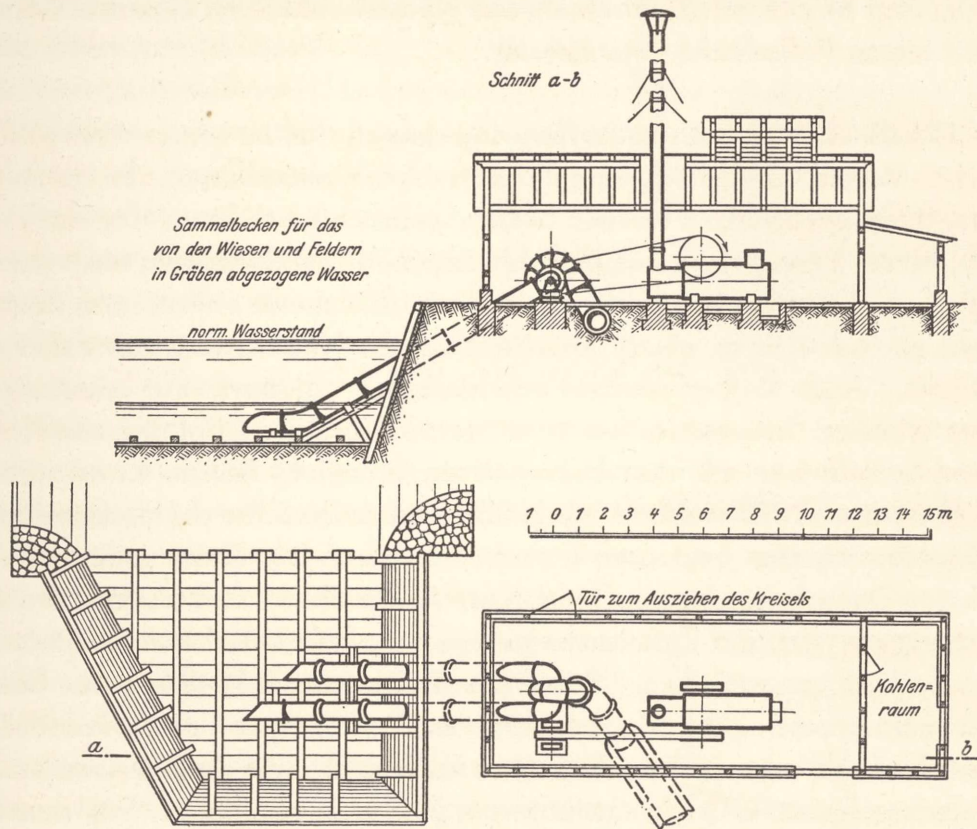 Schnitt a-b
Sammelbecken für das
von den Wiesen und Feldern
in Gräben abgezogene Wasser
norm. Wasserstand
1 0 1 2 3 4 5 6 7 8 9 10 11 12 13 14 15 m
Tür zum Ausziehen des Kreisels
Kohlen=
raum
a
b